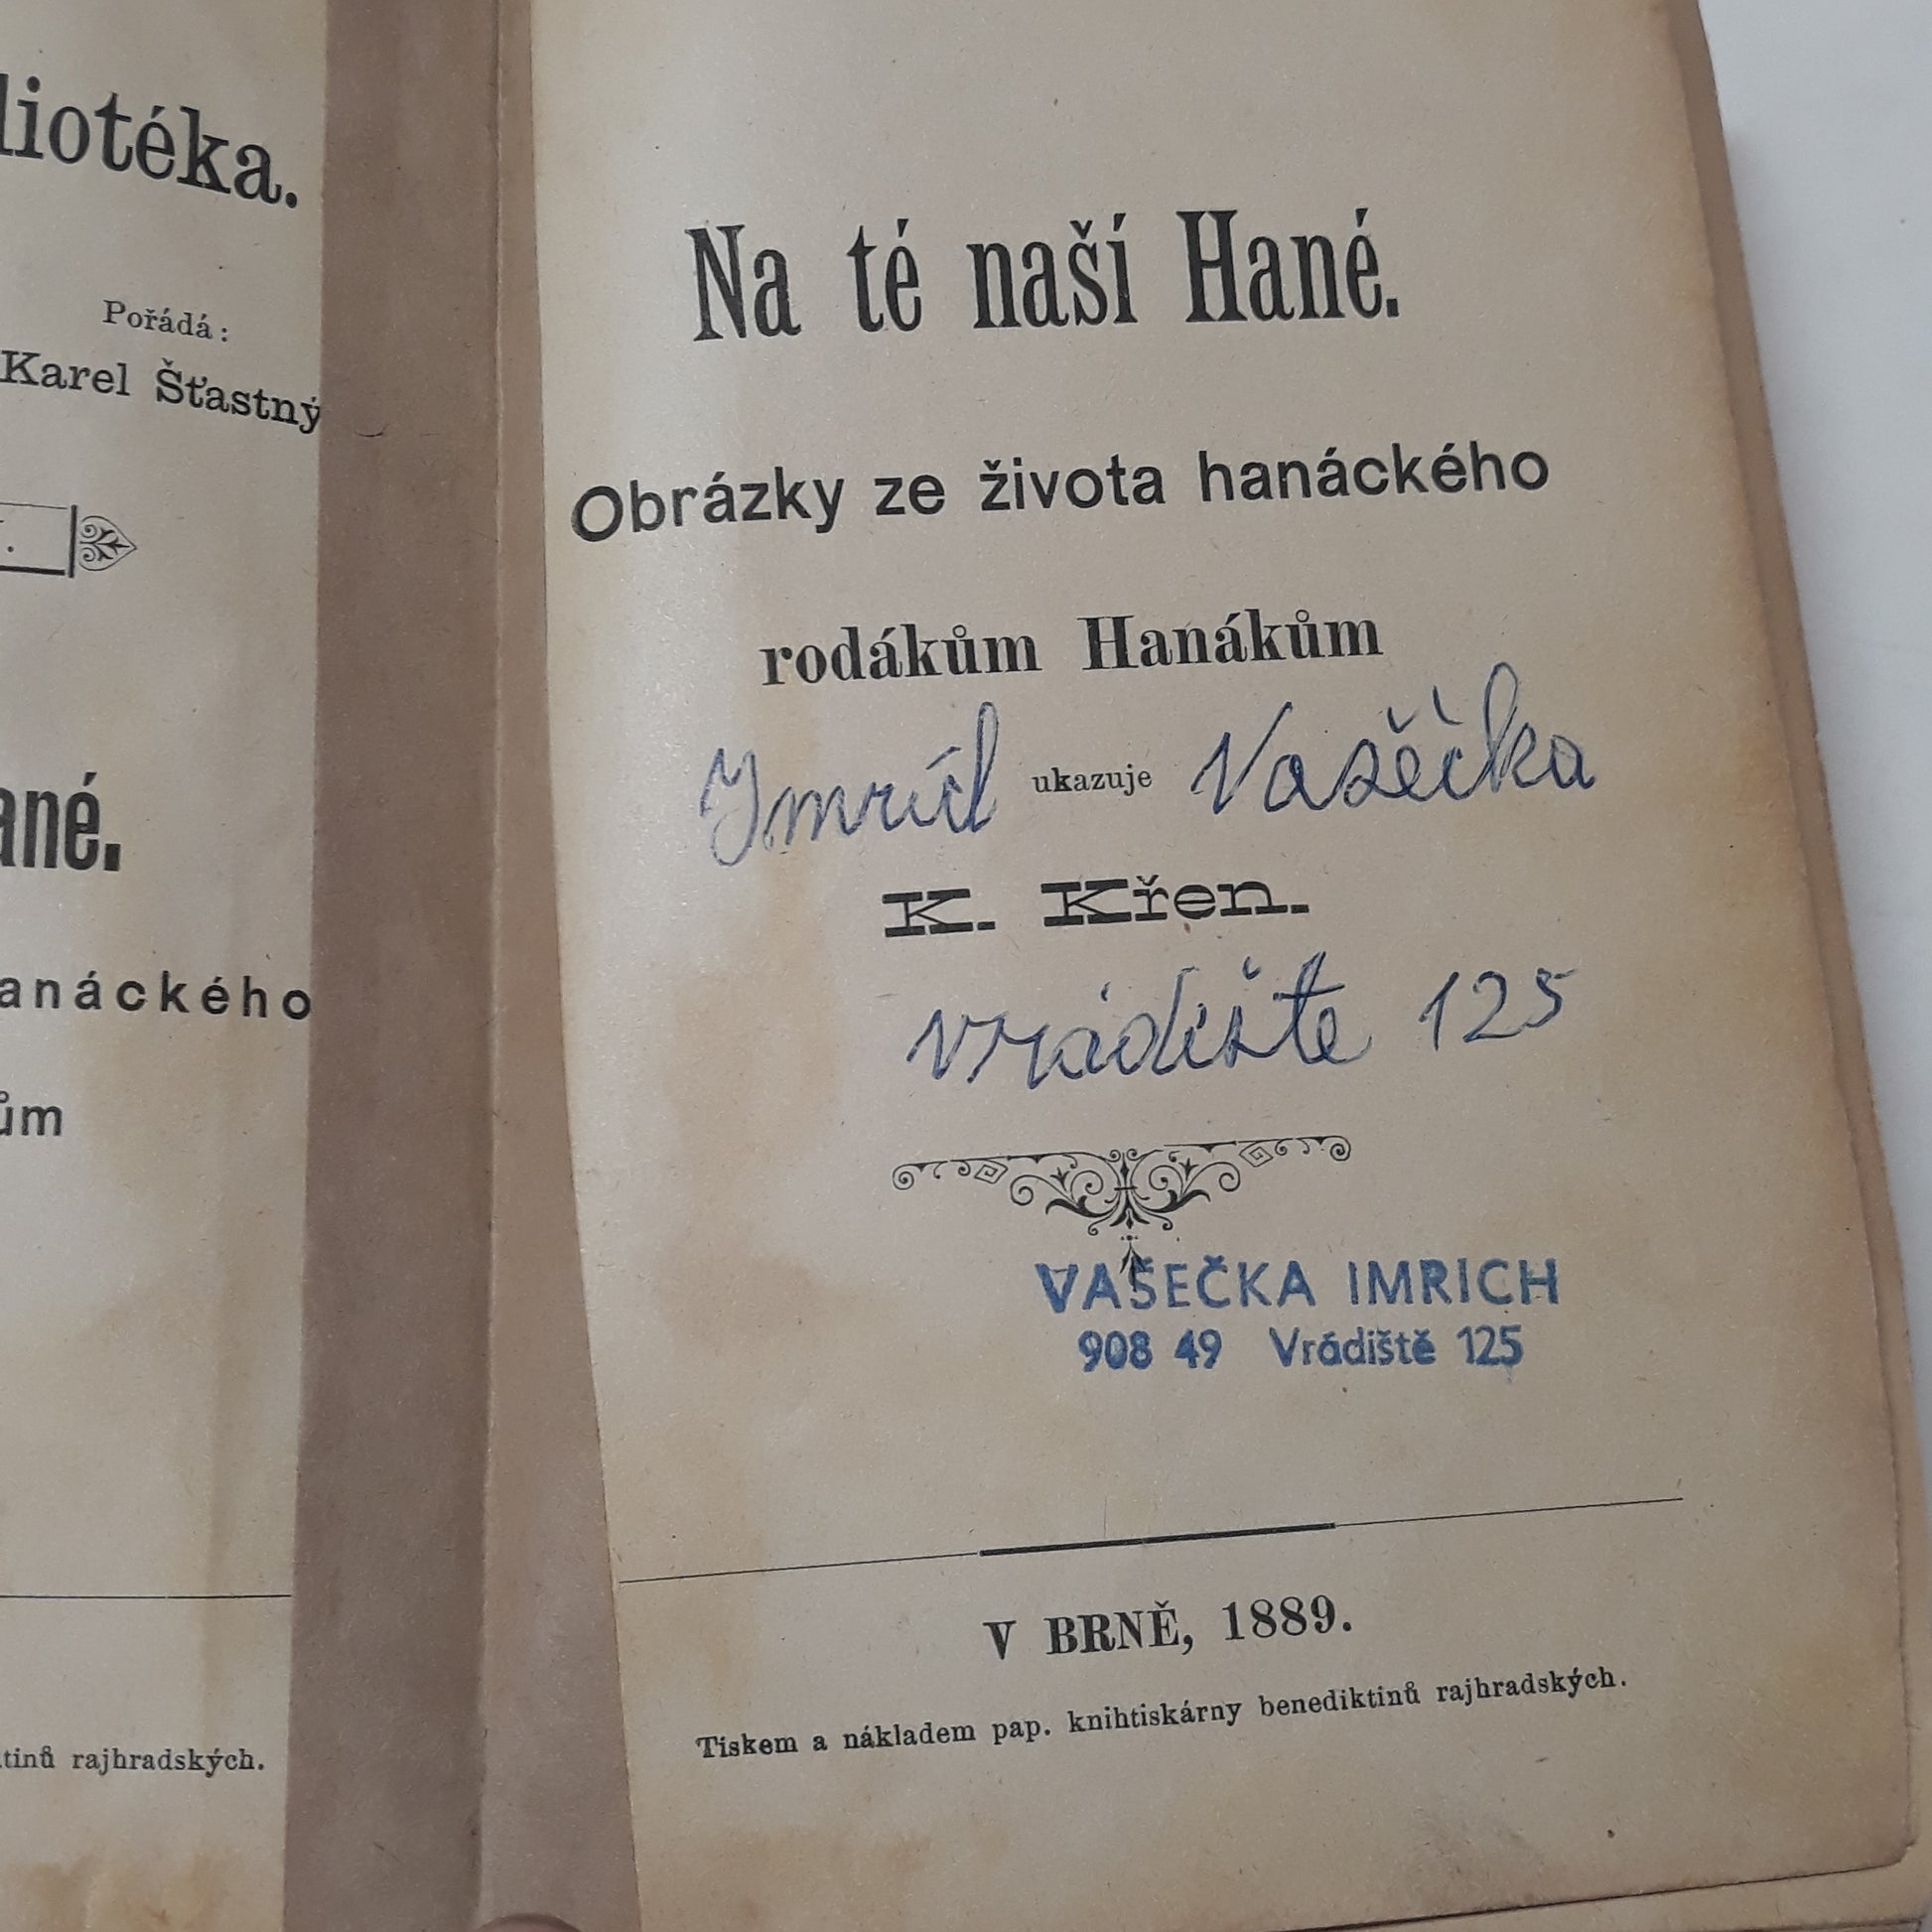 liotéka.
Pořádá:
Karel Šťastný
ané.
anáckého
ům
tinů rajhradských.
Na té naší Hané.
Obrázky ze života hanáckého
rodákům Hanákům
Imrich ukazuje Vašečka
K. Křen.
Vrádište 125
VAŠEČKA IMRICH
908 49 Vrádiště 125
V BRNĚ, 1889.
Tiskem a nákladem pap. knihtiskárny benediktinů rajhradských.